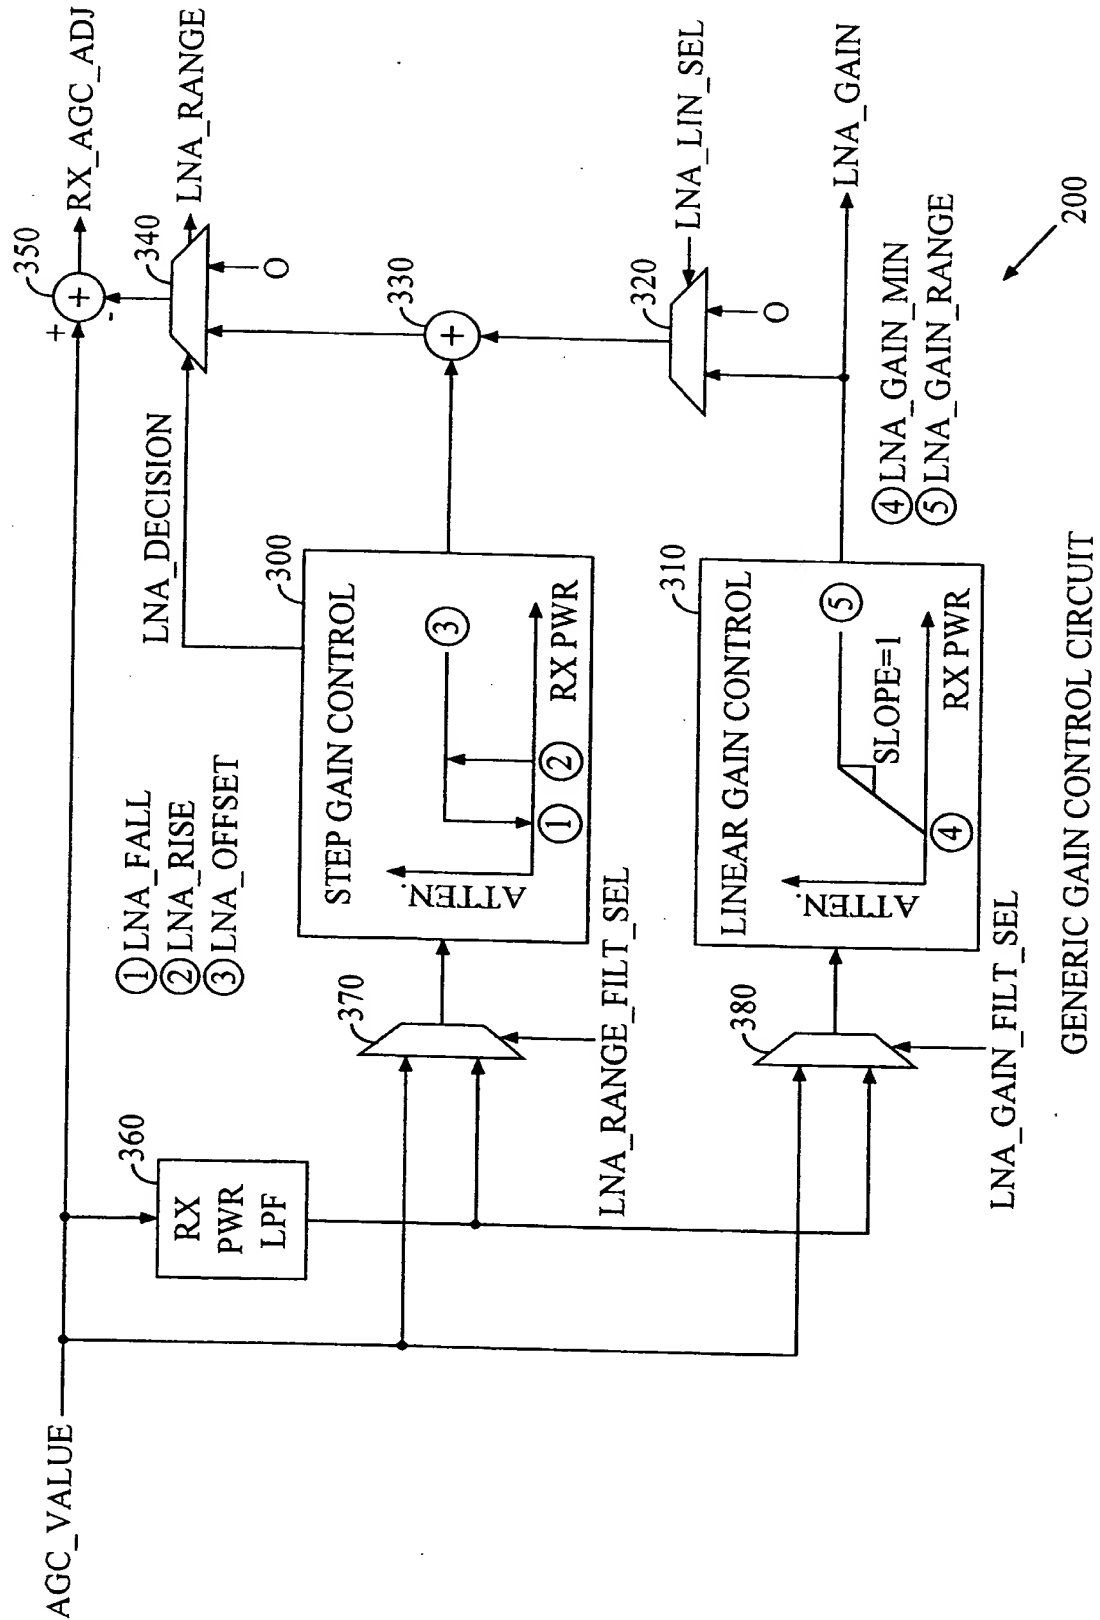 AGC_VALUE
360
RX
PWR
LPF
① LNA_FALL
② LNA_RISE
③ LNA_OFFSET
LNA_DECISION
350
+
+
-
RX_AGC_ADJ
340
LNA_RANGE
0
370
LNA_RANGE_FILT_SEL
300
STEP GAIN CONTROL
ATTEN.
③
① ②
RX PWR
330
+
320
LNA_LIN_SEL
0
380
LNA_GAIN_FILT_SEL
310
LINEAR GAIN CONTROL
ATTEN.
⑤
SLOPE=1
④
RX PWR
LNA_GAIN
④ LNA_GAIN_MIN
⑤ LNA_GAIN_RANGE
200
GENERIC GAIN CONTROL CIRCUIT